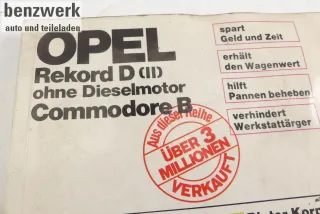 benzwerk
auto und teileladen
OPEL
Rekord D (II)
ohne Dieselmotor
Commodore B
spart
Geld und Zeit
erhält
den Wagenwert
hilft
Pannen beheben
verhindert
Werkstattärger
Aus dieser Reihe
ÜBER 3
MILLIONEN
VERKAUFT